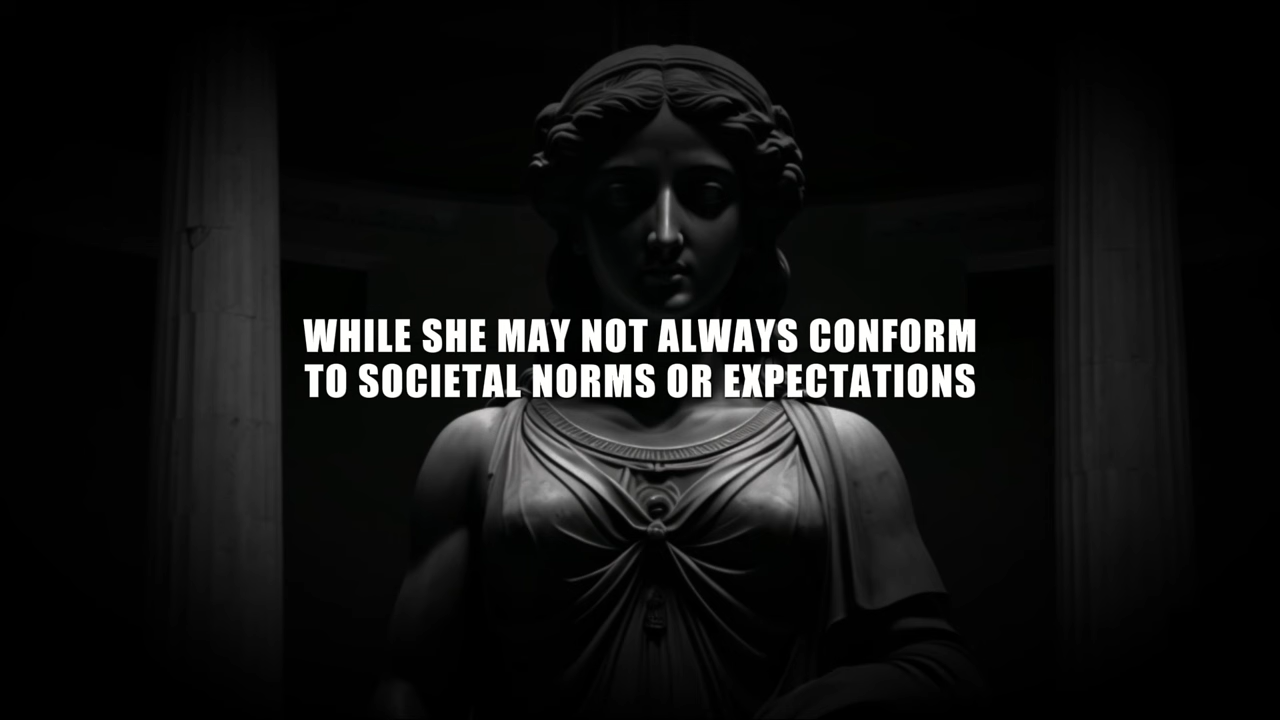 WHILE SHE MAY NOT ALWAYS CONFORM
TO SOCIETAL NORMS OR EXPECTATIONS